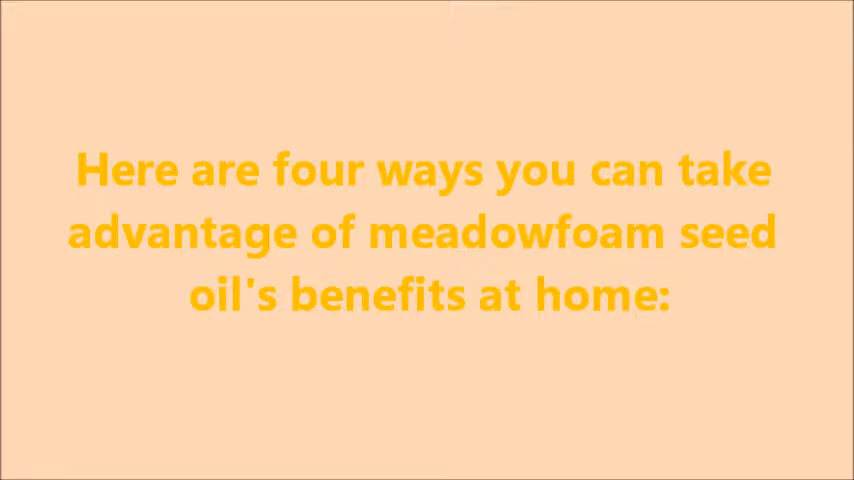 Here are four ways you can take
advantage of meadowfoam seed
oil's benefits at home: